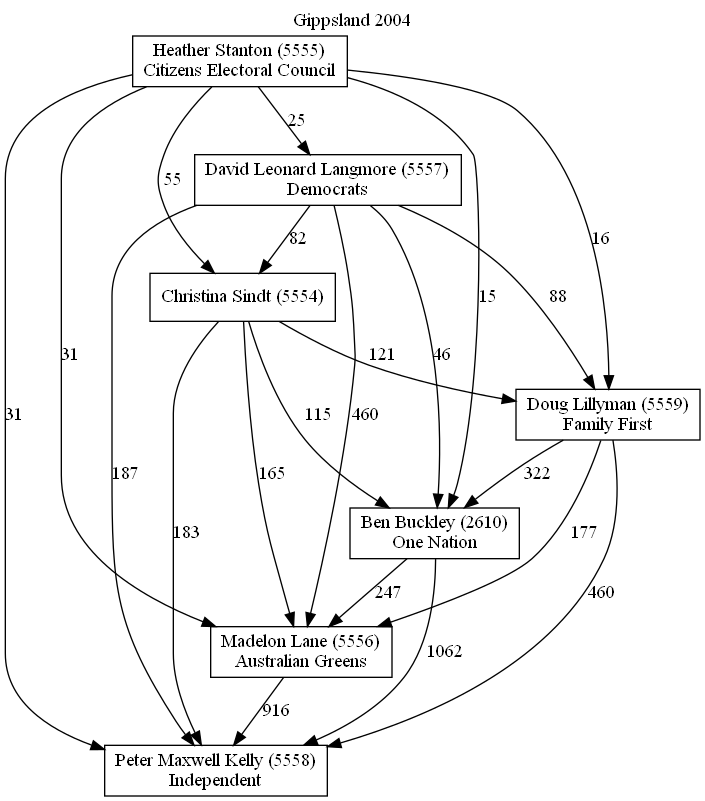 Gippsland 2004
Heather Stanton (5555)
Citizens Electoral Council
25
David Leonard Langmore (5557)
Democrats
55
82
16
Christina Sindt (5554)
15
88
31
121
46
Doug Lillyman (5559)
Family First
31
115
460
187
165
322
Ben Buckley (2610)
One Nation
183
177
247
460
Madelon Lane (5556)
Australian Greens
1062
916
Peter Maxwell Kelly (5558)
Independent